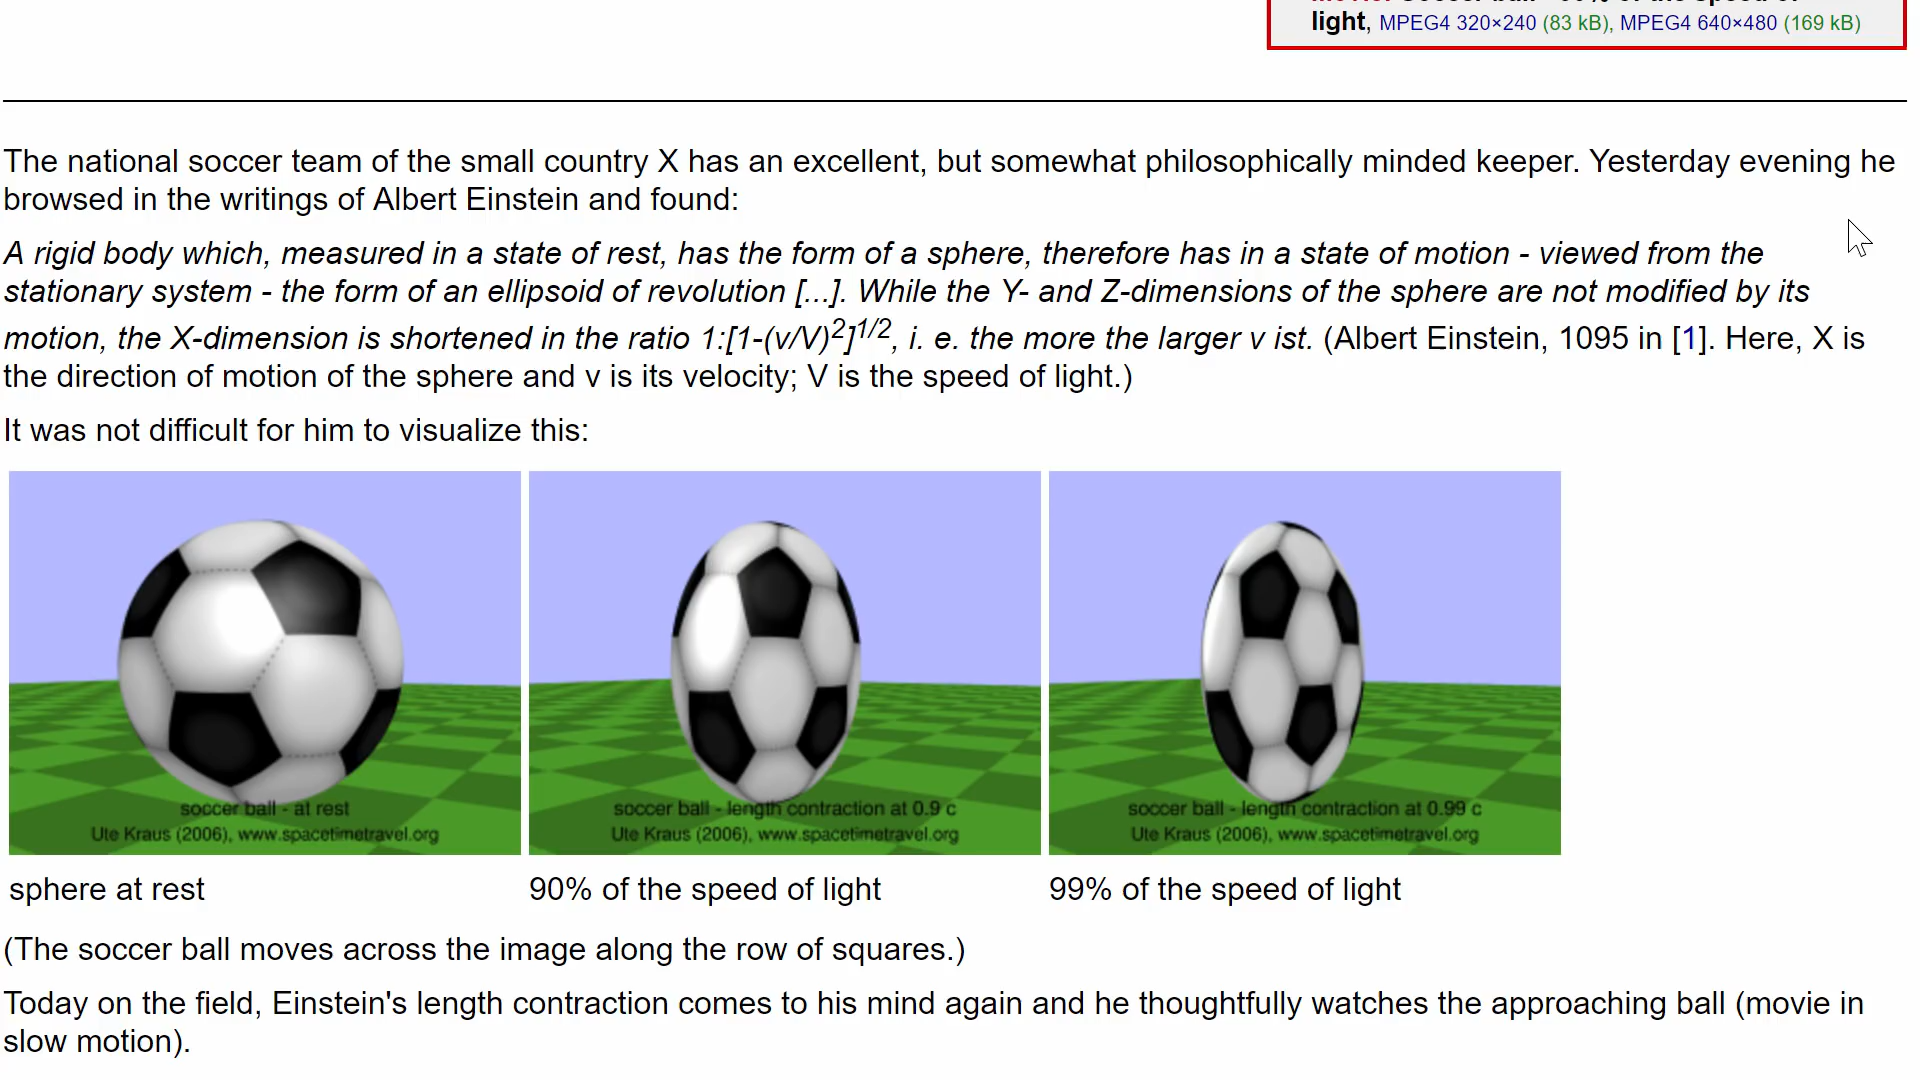 light, MPEG4 320×240 (83 kB), MPEG4 640×480 (169 kB)
The national soccer team of the small country X has an excellent, but somewhat philosophically minded keeper. Yesterday evening he
browsed in the writings of Albert Einstein and found:
A rigid body which, measured in a state of rest, has the form of a sphere, therefore has in a state of motion - viewed from the
stationary system - the form of an ellipsoid of revolution [...]. While the Y- and Z-dimensions of the sphere are not modified by its
motion, the X-dimension is shortened in the ratio 1:[1-(v/V)2]1/2, i. e. the more the larger v ist. (Albert Einstein, 1095 in [1]. Here, X is
the direction of motion of the sphere and v is its velocity; V is the speed of light.)
It was not difficult for him to visualize this:
soccer ball - at rest
Ute Kraus (2006), www.spacetimetravel.org
soccer ball - length contraction at 0.9 c
Ute Kraus (2006), www.spacetimetravel.org
soccer ball - length contraction at 0.99 c
Ute Kraus (2006), www.spacetimetravel.org
sphere at rest
90% of the speed of light
99% of the speed of light
(The soccer ball moves across the image along the row of squares.)
Today on the field, Einstein's length contraction comes to his mind again and he thoughtfully watches the approaching ball (movie in
slow motion).